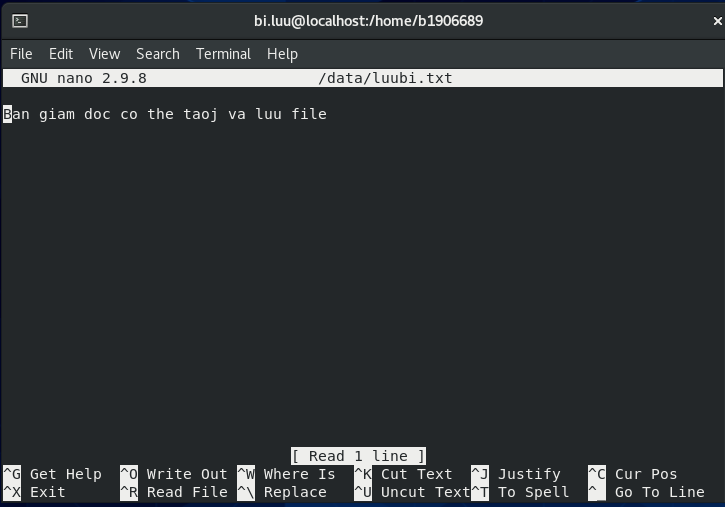 bi.luu@localhost:/home/b1906689
File Edit View Search Terminal Help
GNU nano 2.9.8 /data/luubi.txt
Ban giam doc co the taoj va luu file
[ Read 1 line ]
^G Get Help ^O Write Out ^W Where Is ^K Cut Text ^J Justify ^C Cur Pos
^X Exit ^R Read File ^\ Replace ^U Uncut Text ^T To Spell ^_ Go To Line